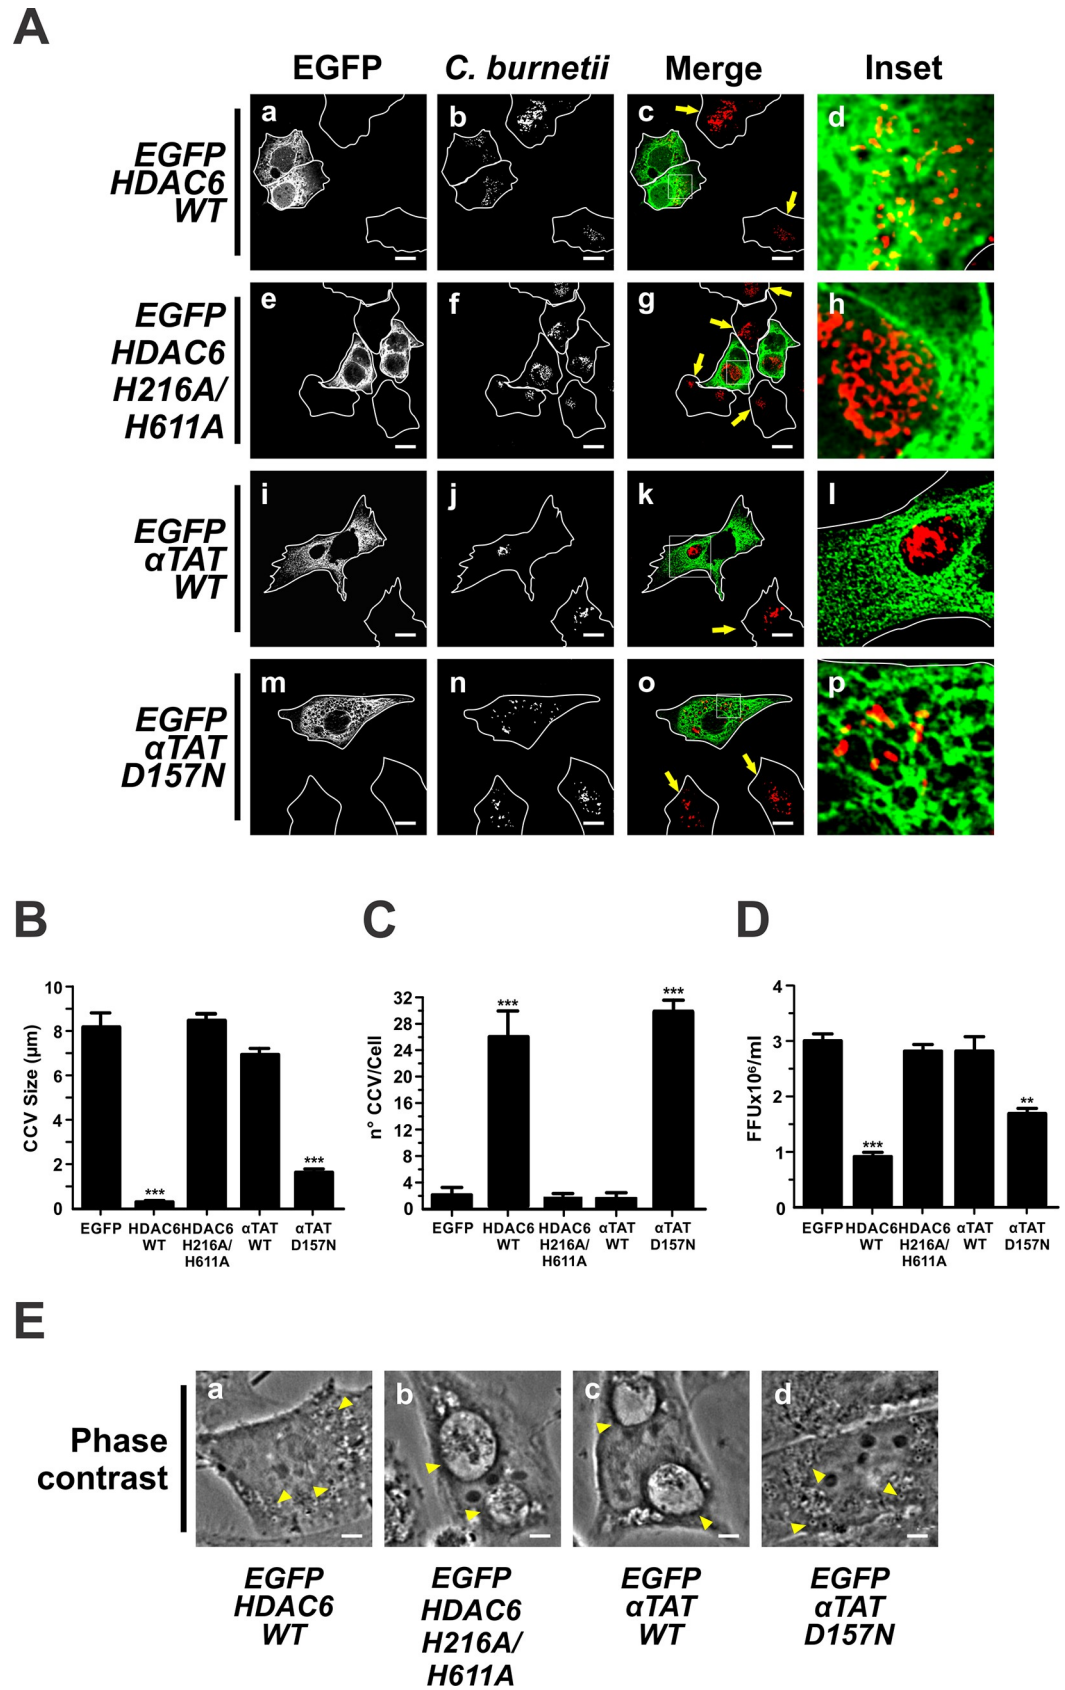 A
EGFP C. burnetii Merge Inset
EGFP
HDAC6
WT
a b c d
EGFP
HDAC6
H216A/
H611A
e f g h
EGFP
αTAT
WT
i j k l
EGFP
αTAT
D157N
m n o p
B
CCV Size (µm)
10
8
6
4
2
0
*** ***
EGFP HDAC6 HDAC6 αTAT αTAT
WT H216A/ WT D157N
H611A
C
n° CCV/Cell
32
28
24
20
16
12
8
4
0
*** ***
EGFP HDAC6 HDAC6 αTAT αTAT
WT H216A/ WT D157N
H611A
D
FFUx10⁶/ml
4
3
2
1
0
*** **
EGFP HDAC6 HDAC6 αTAT αTAT
WT H216A/ WT D157N
H611A
E
Phase
contrast
a b c d
EGFP
HDAC6
WT
EGFP
HDAC6
H216A/
H611A
EGFP
αTAT
WT
EGFP
αTAT
D157N